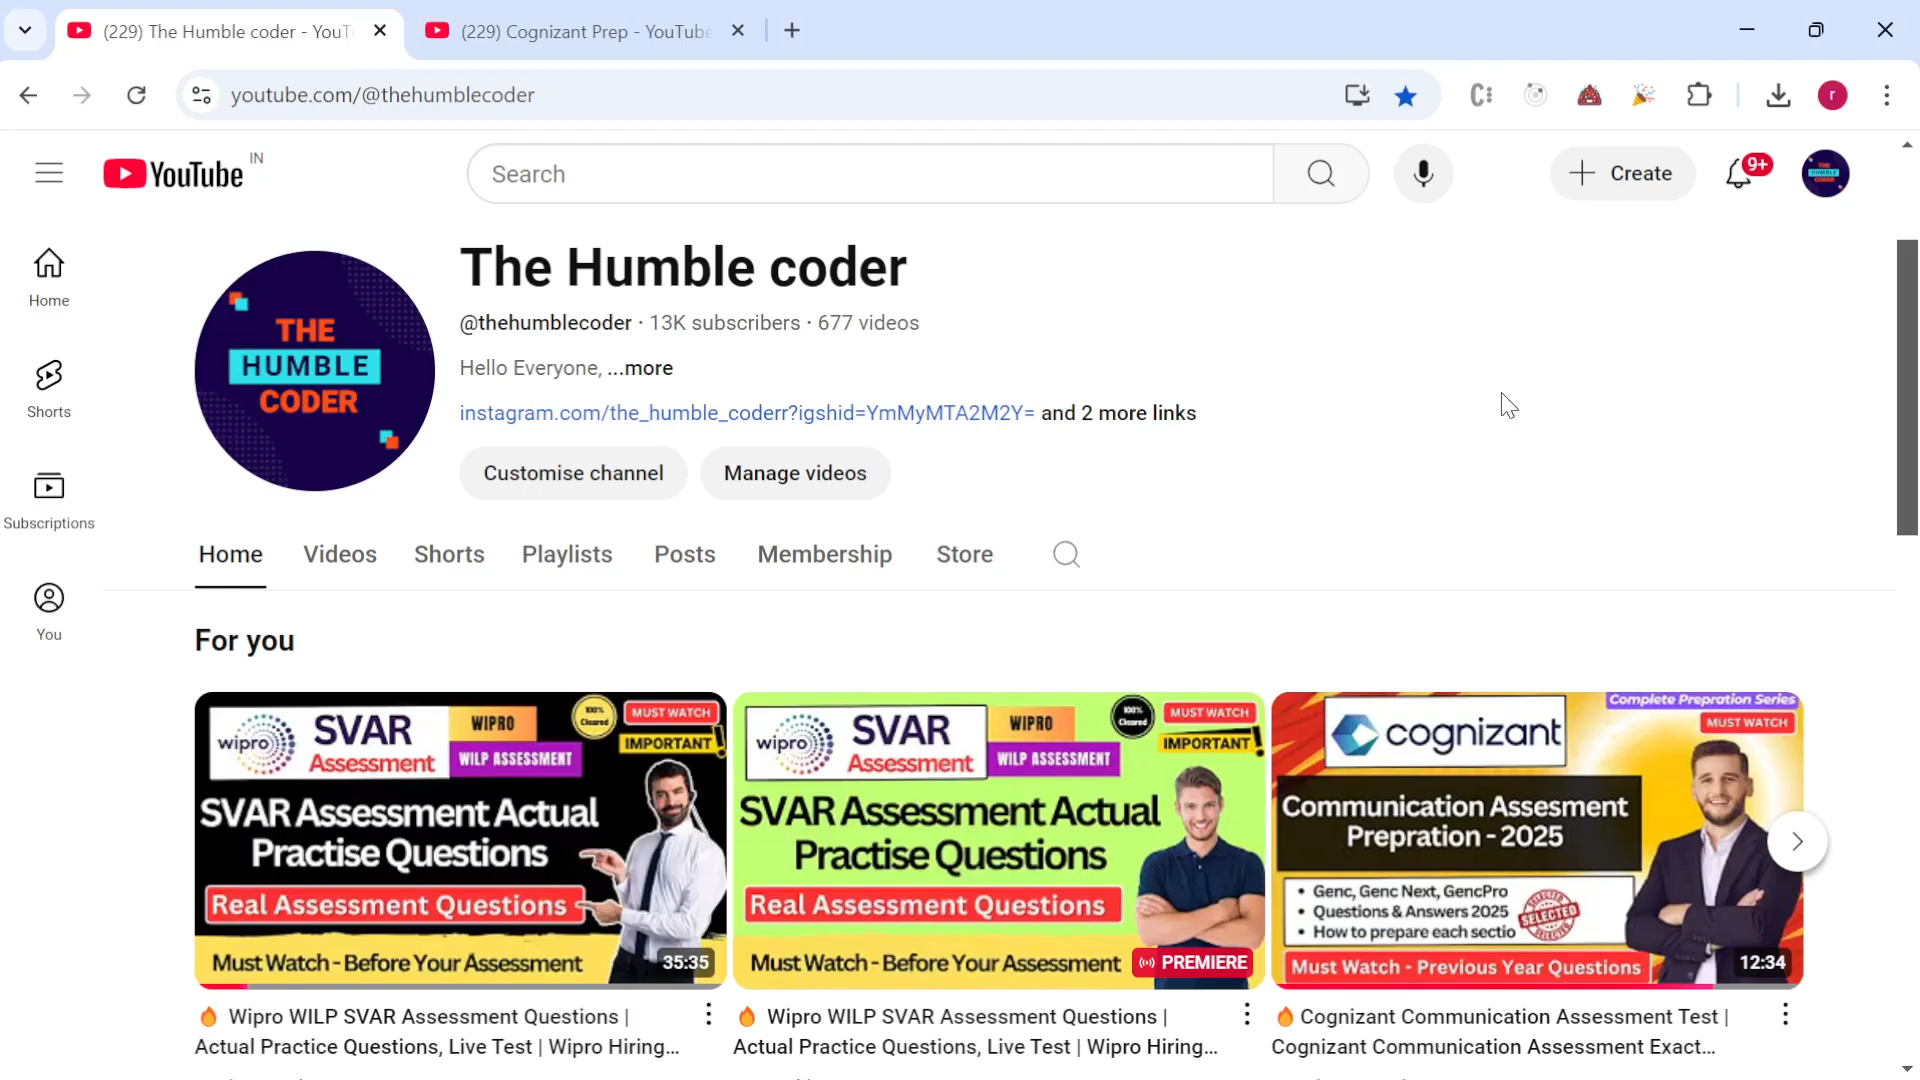 (229) The Humble coder - YouT
(229) Cognizant Prep - YouTube
youtube.com/@thehumblecoder
r
YouTube IN
Search
Create
9+
THE
HUMBLE
CODER
Home
Shorts
Subscriptions
You
THE
HUMBLE
CODER
The Humble coder
@thehumblecoder · 13K subscribers · 677 videos
Hello Everyone, ...more
instagram.com/the_humble_coderr?igshid=YmMyMTA2M2Y= and 2 more links
Customise channel
Manage videos
Home
Videos
Shorts
Playlists
Posts
Membership
Store
For you
wipro
SVAR
Assessment
WIPRO
WILP ASSESSMENT
100%
Cleared
MUST WATCH
IMPORTANT!
SVAR Assessment Actual
Practise Questions
Real Assessment Questions
Must Watch - Before Your Assessment
35:35
wipro
SVAR
Assessment
WIPRO
WILP ASSESSMENT
100%
Cleared
MUST WATCH
IMPORTANT!
SVAR Assessment Actual
Practise Questions
Real Assessment Questions
Must Watch - Before Your Assessment
PREMIERE
Complete Prepration Series
MUST WATCH
cognizant
Communication Assesment
Prepration - 2025
• Genc, Genc Next, GencPro
• Questions & Answers 2025
• How to prepare each sectio
SELECTED
Must Watch - Previous Year Questions
12:34
🔥 Wipro WILP SVAR Assessment Questions |
Actual Practice Questions, Live Test | Wipro Hiring...
🔥 Wipro WILP SVAR Assessment Questions |
Actual Practice Questions, Live Test | Wipro Hiring...
🔥 Cognizant Communication Assessment Test |
Cognizant Communication Assessment Exact...